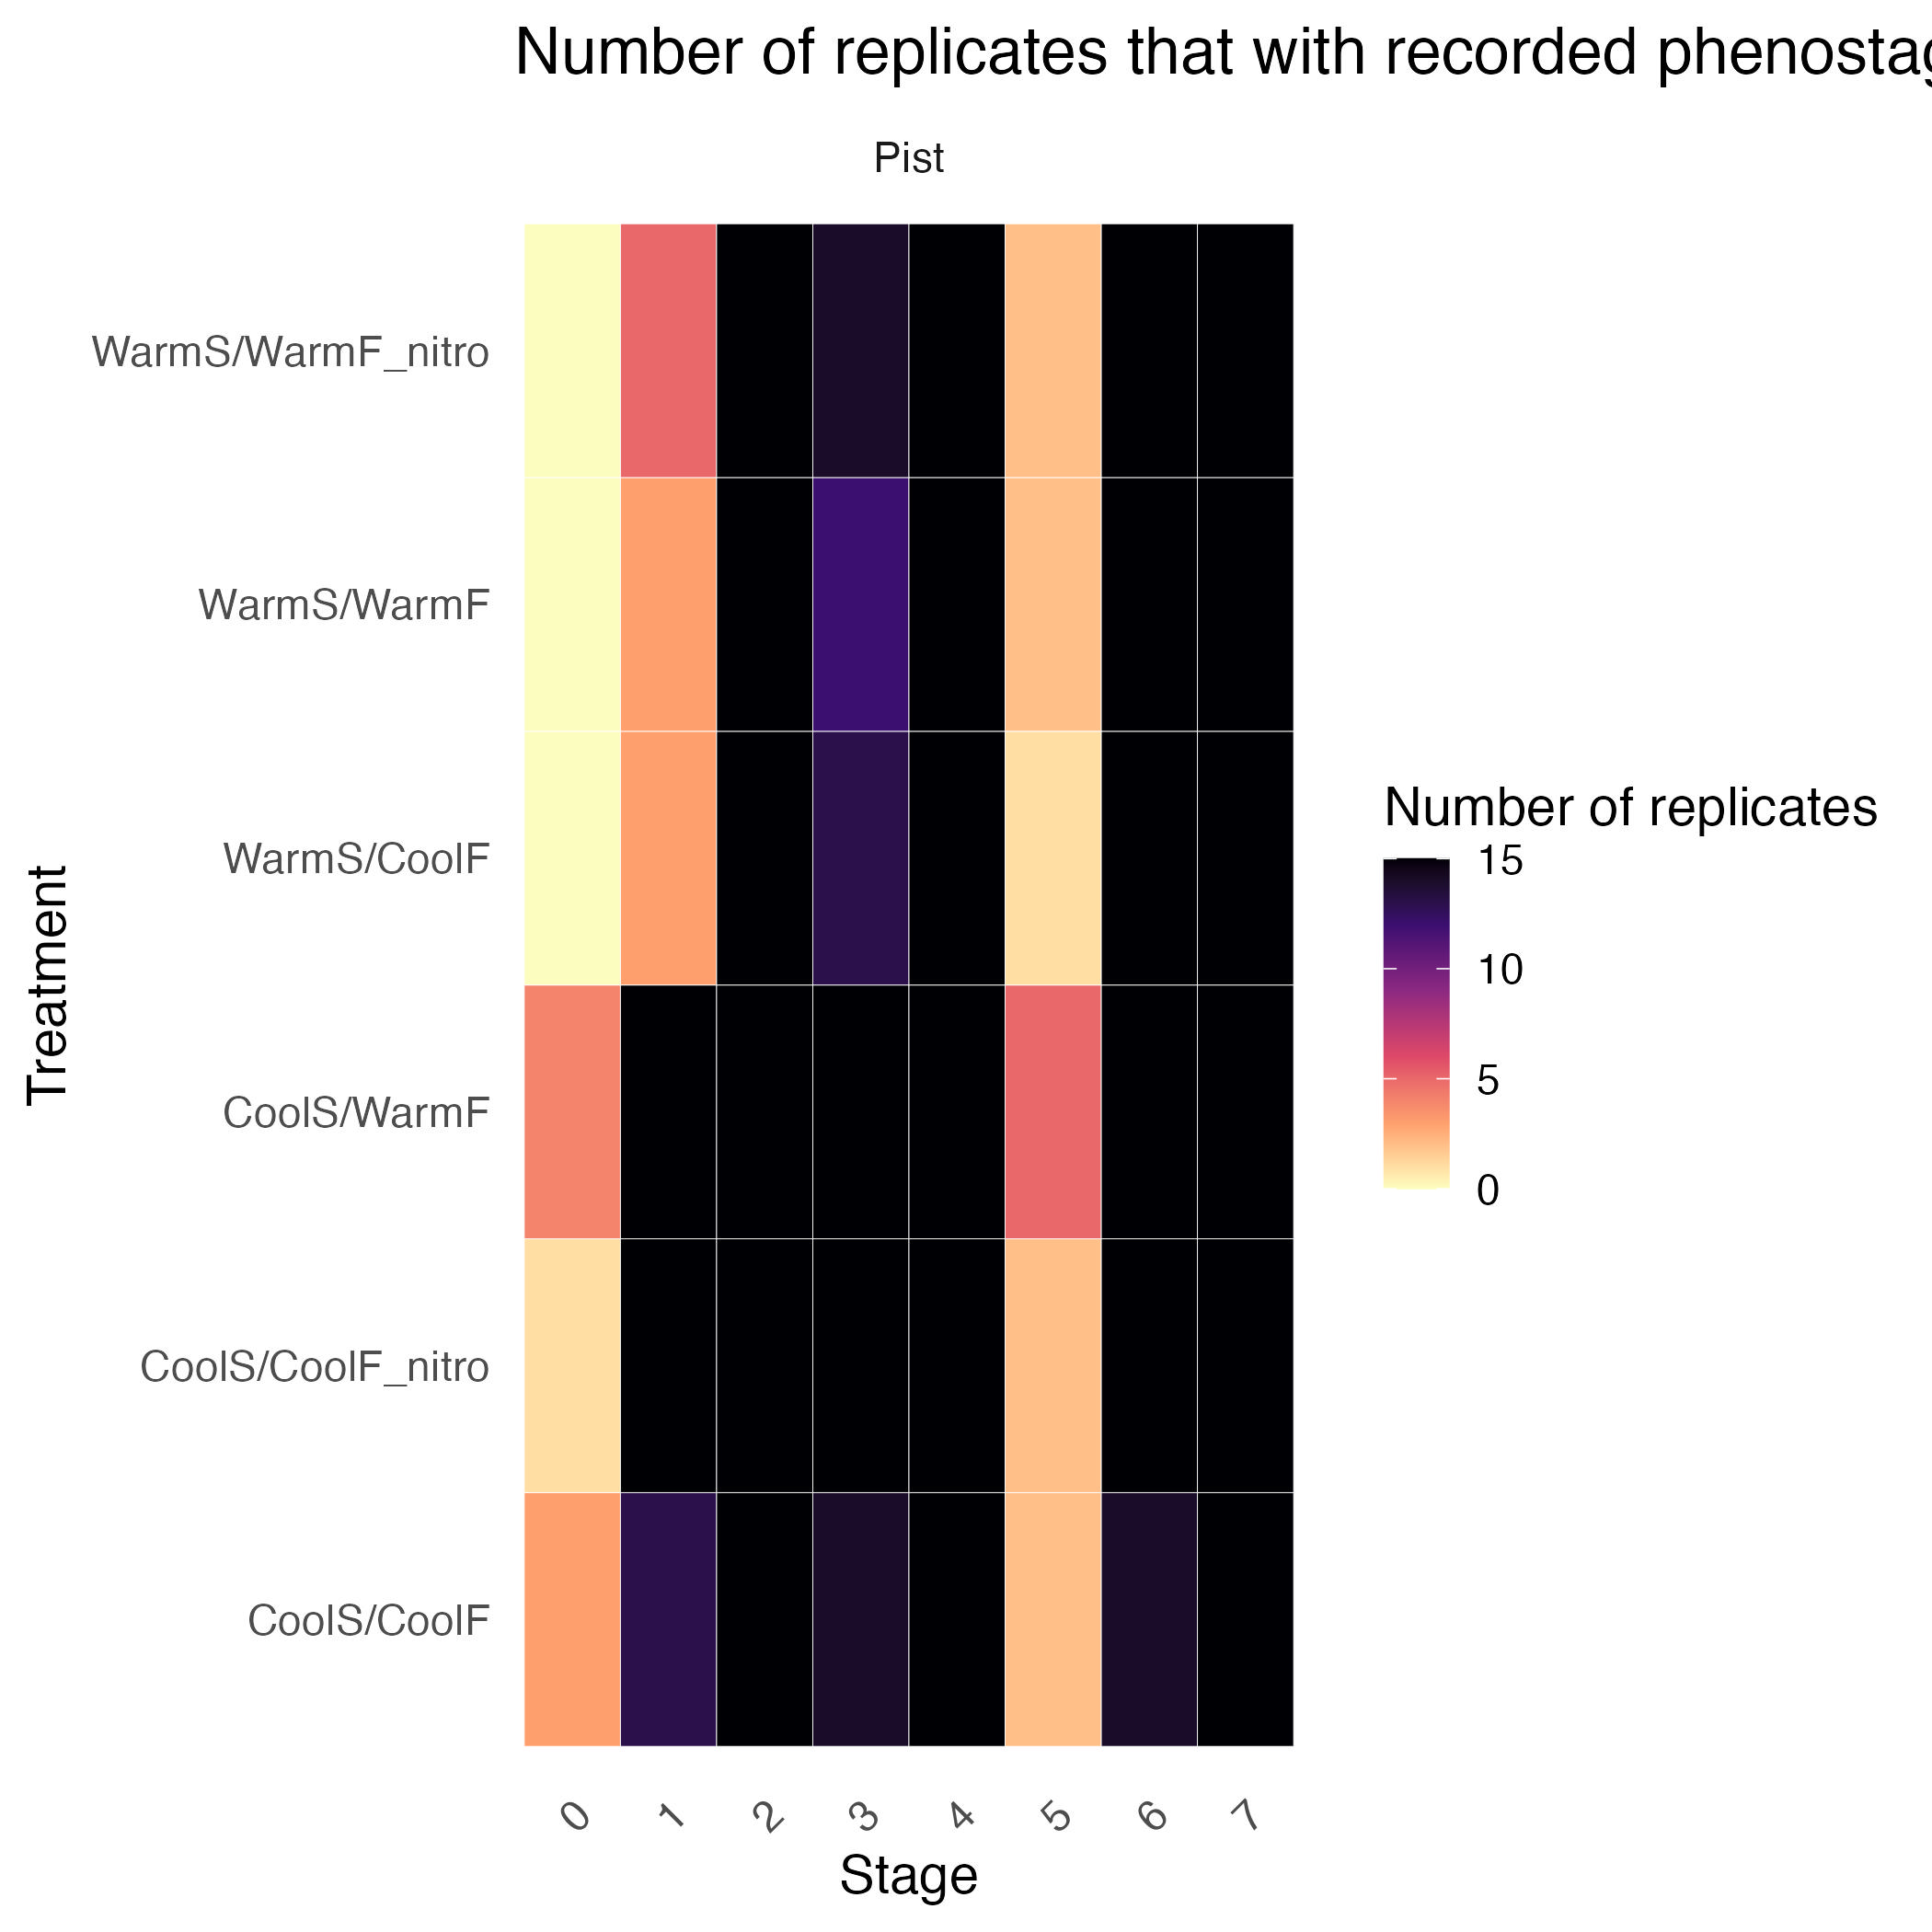 Number of replicates that with recorded phenostag
Pist
WarmS/WarmF_nitro
WarmS/WarmF
WarmS/CoolF
CoolS/WarmF
CoolS/CoolF_nitro
CoolS/CoolF
Treatment
0 1 2 3 4 5 6 7
Stage
Number of replicates
15
10
5
0